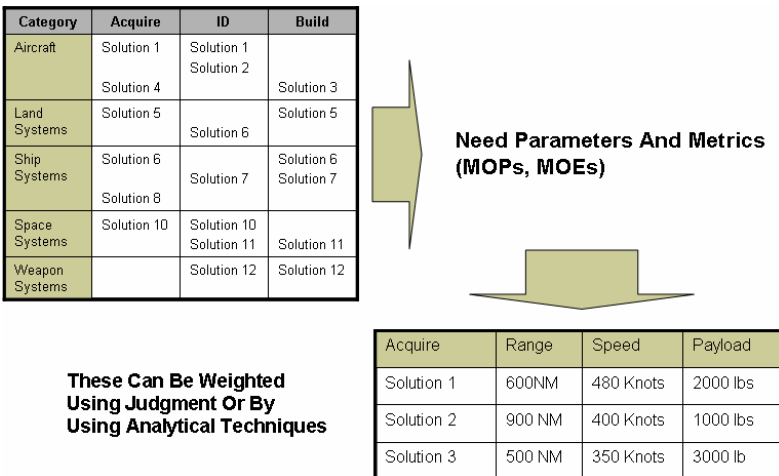 Category Acquire ID Build
Aircraft Solution 1 Solution 1
Solution 2
Solution 4 Solution 3
Land Solution 5 Solution 5
Systems Solution 6
Ship Solution 6 Solution 6
Systems Solution 7 Solution 7
Solution 8
Space Solution 10 Solution 10
Systems Solution 11 Solution 11
Weapon Solution 12 Solution 12
Systems
Need Parameters And Metrics
(MOPs, MOEs)
These Can Be Weighted
Using Judgment Or By
Using Analytical Techniques
Acquire Range Speed Payload
Solution 1 600NM 480 Knots 2000 lbs
Solution 2 900 NM 400 Knots 1000 lbs
Solution 3 500 NM 350 Knots 3000 lb